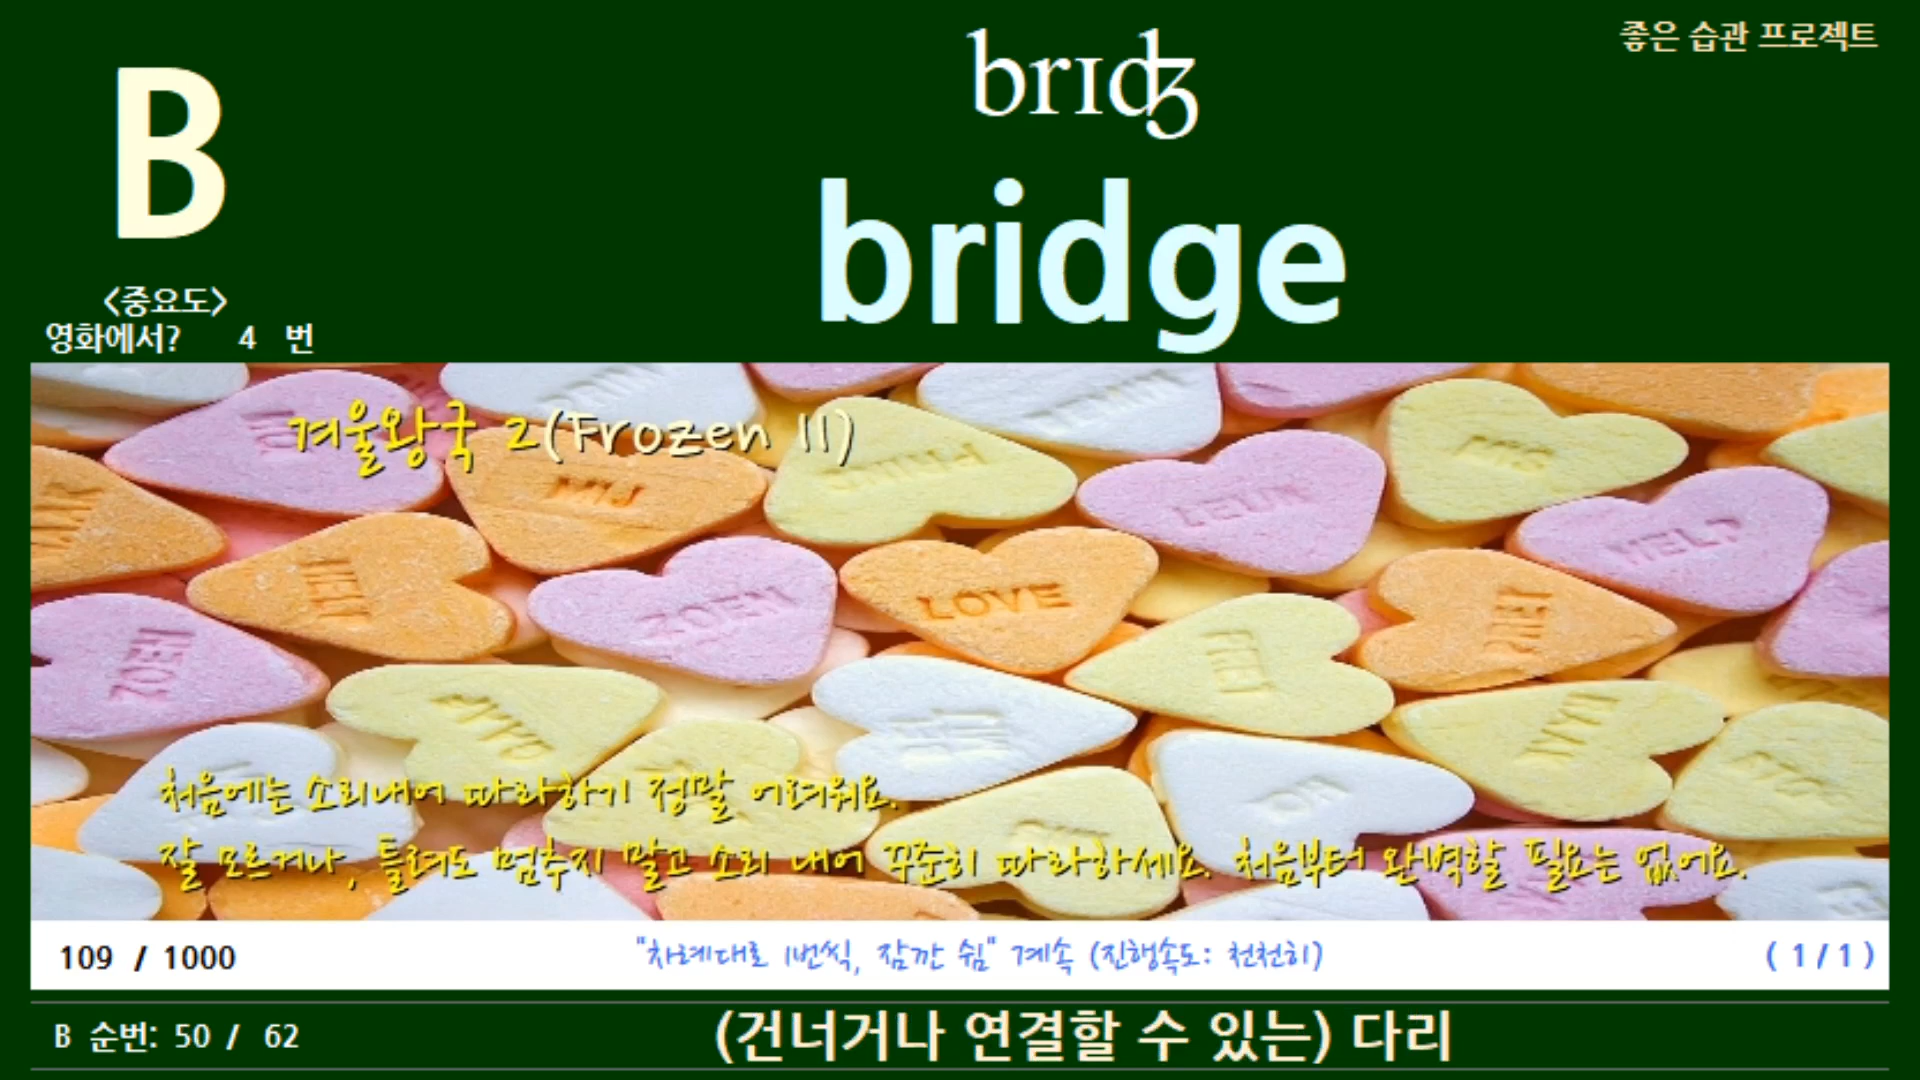 좋은 습관 프로젝트
B
brɪʤ
bridge
<중요도>
영화에서? 4 번
겨울왕국 2(Frozen II)
MIJ
LOVE
ZOEN
HELP
처음에는 소리내어 따라하기 정말 어려워요.
잘 모르거나, 틀려도 멈추지 말고 소리 내어 꾸준히 따라하세요. 처음부터 완벽할 필요는 없어요.
109 / 1000
"차례대로 1번씩, 잠깐 쉼" 계속 (진행속도: 천천히)
( 1 / 1 )
B 순번: 50 / 62
(건너거나 연결할 수 있는) 다리